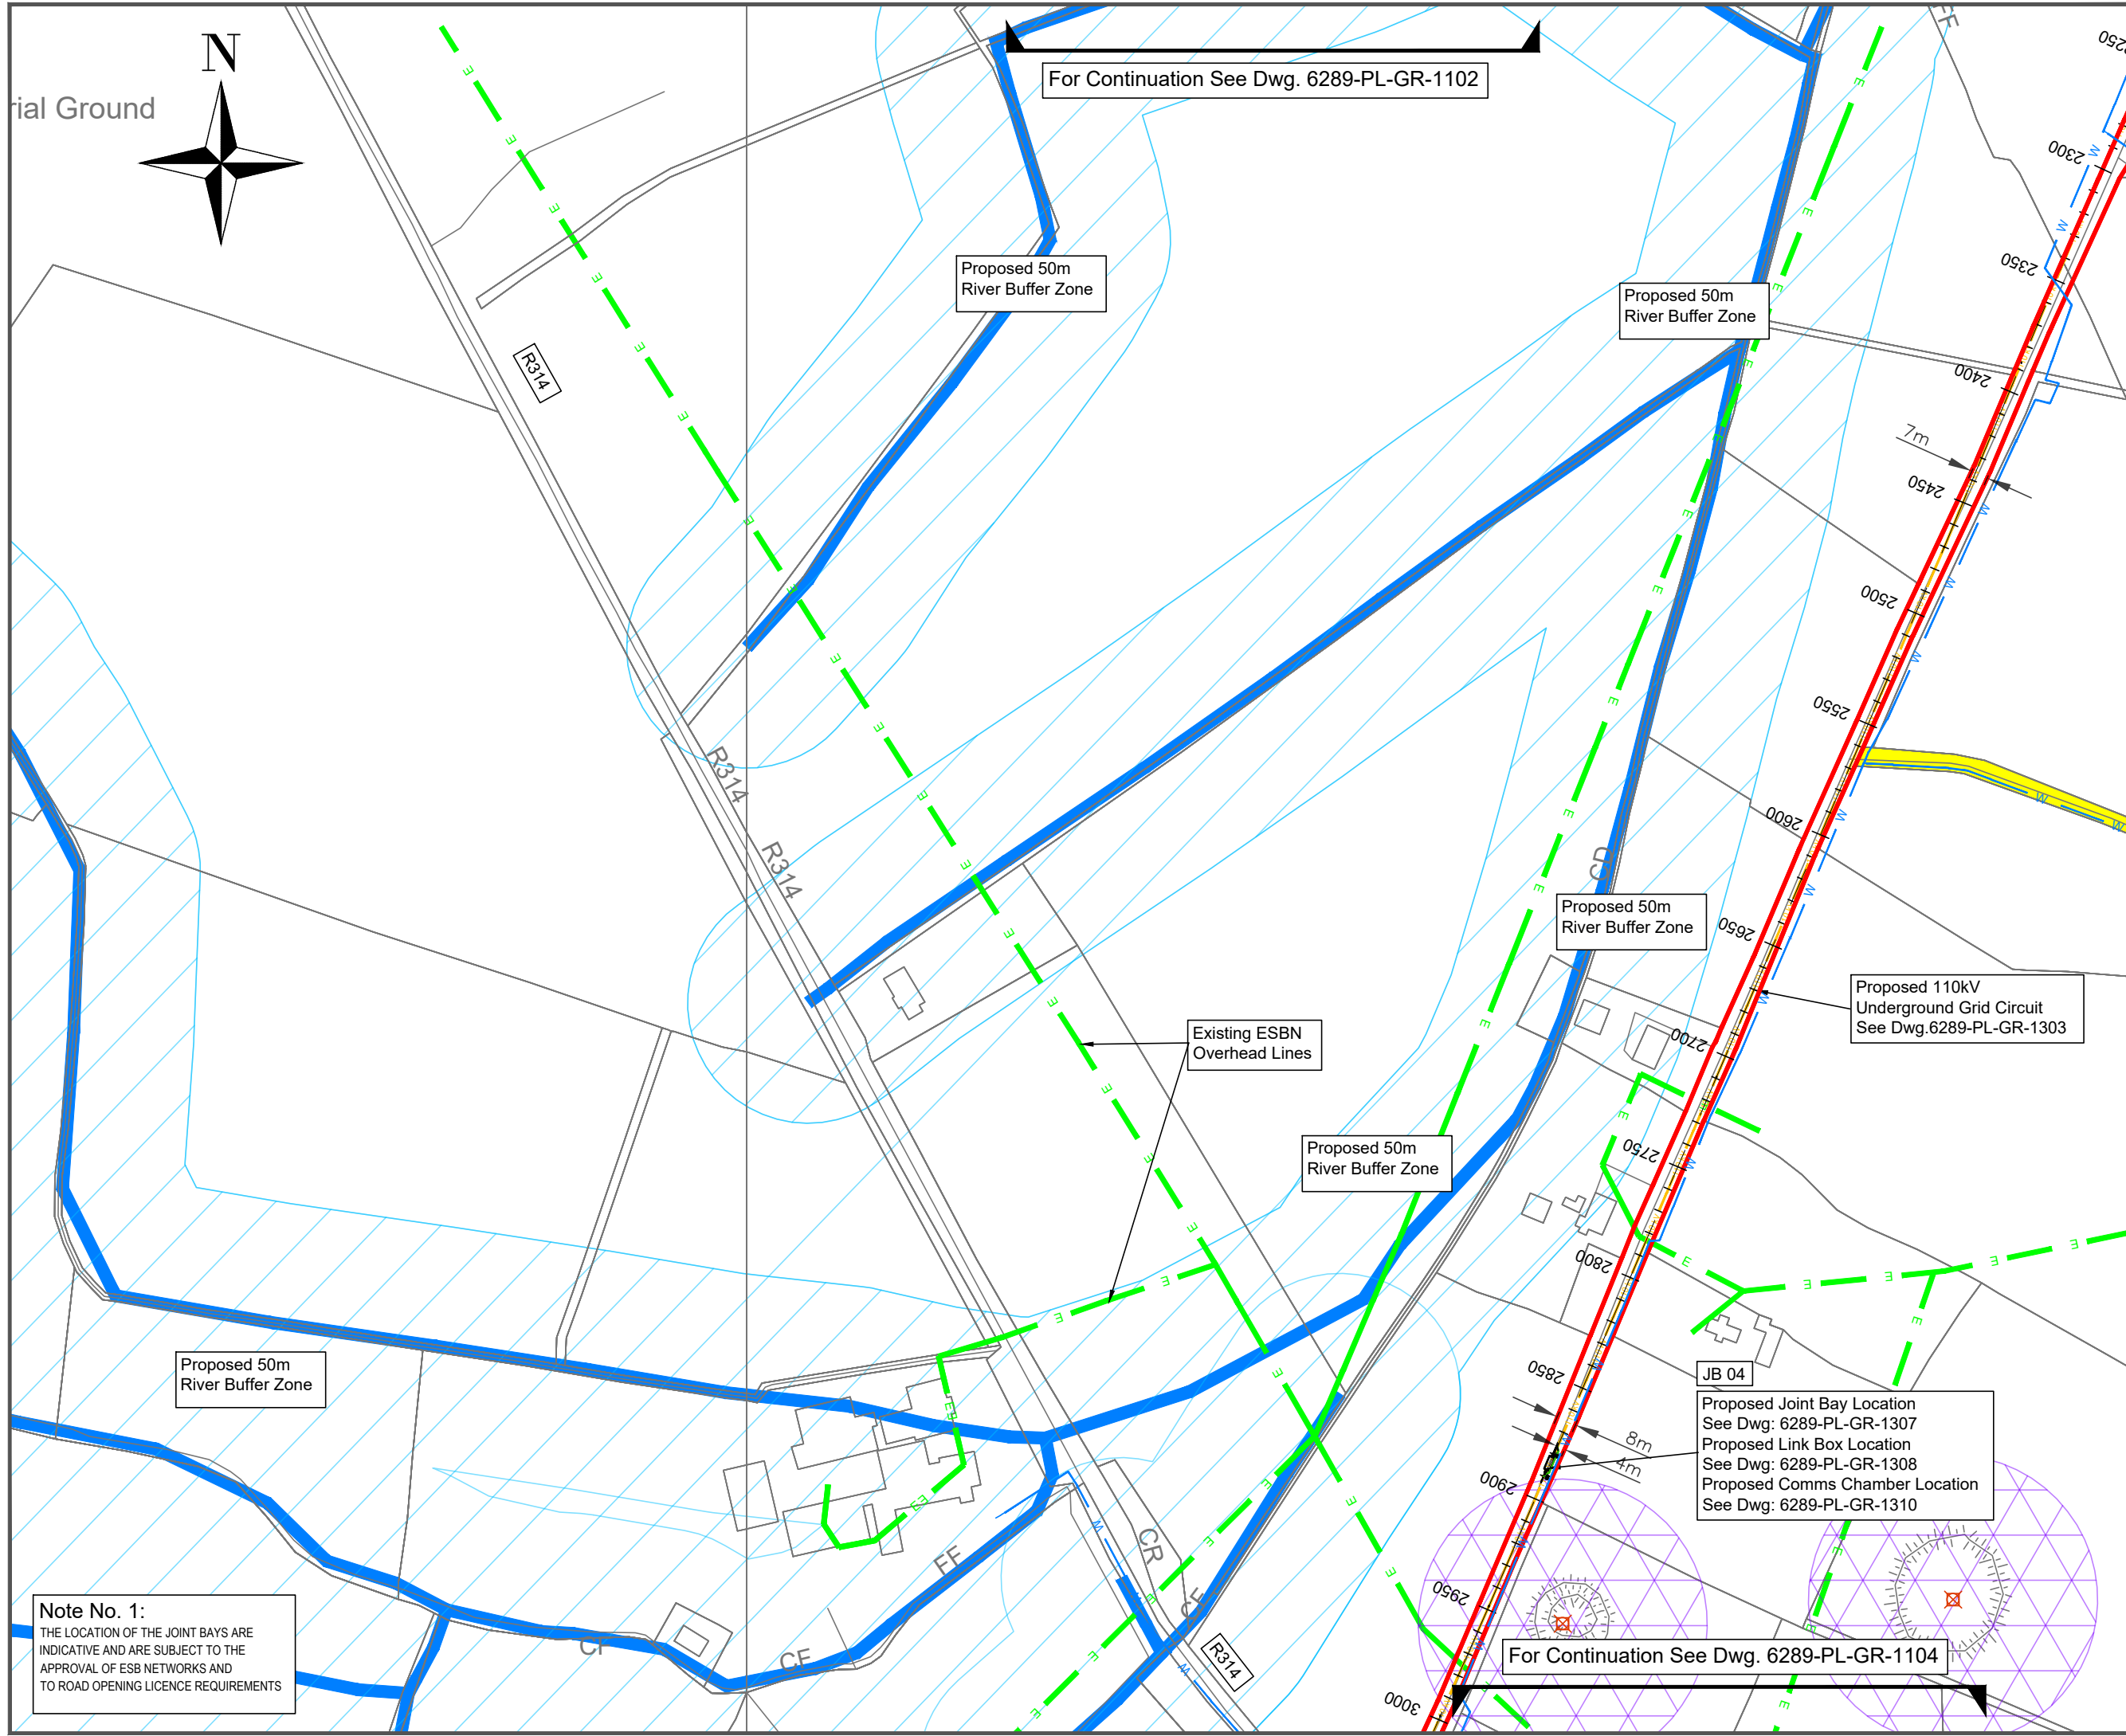 N
rial Ground
For Continuation See Dwg. 6289-PL-GR-1102
FF
2250
2300
2350
2400
2450
2500
2550
2600
2650
2700
2750
2800
2850
2900
2950
3000
7m
Proposed 50m
River Buffer Zone
Proposed 50m
River Buffer Zone
R314
R314
R314
CD
Proposed 50m
River Buffer Zone
Proposed 110kV
Underground Grid Circuit
See Dwg.6289-PL-GR-1303
Existing ESBN
Overhead Lines
Proposed 50m
River Buffer Zone
Proposed 50m
River Buffer Zone
JB 04
Proposed Joint Bay Location
See Dwg: 6289-PL-GR-1307
Proposed Link Box Location
See Dwg: 6289-PL-GR-1308
Proposed Comms Chamber Location
See Dwg: 6289-PL-GR-1310
8m
4m
FF
CR
CF
CF
CF
R314
Note No. 1:
THE LOCATION OF THE JOINT BAYS ARE
INDICATIVE AND ARE SUBJECT TO THE
APPROVAL OF ESB NETWORKS AND
TO ROAD OPENING LICENCE REQUIREMENTS
For Continuation See Dwg. 6289-PL-GR-1104